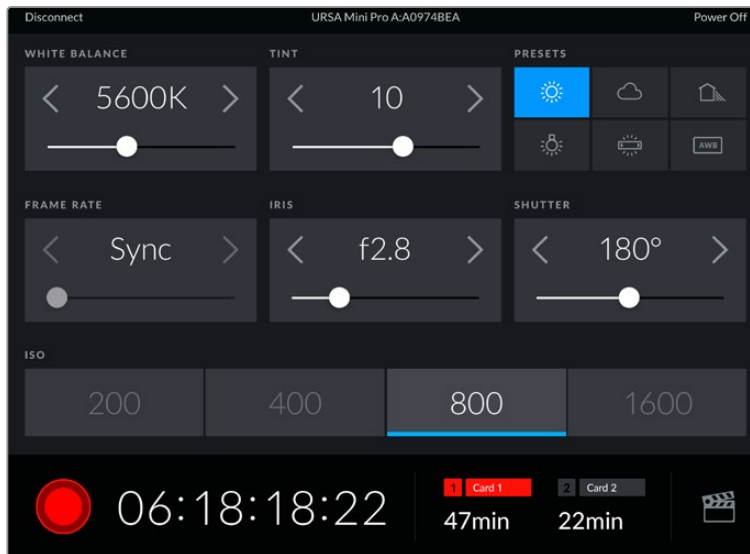 Disconnect URSA Mini Pro A:A0974BEA Power Off
WHITE BALANCE TINT PRESETS
5600K 10
AWB
FRAME RATE IRIS SHUTTER
Sync f2.8 180°
ISO
200 400 800 1600
06:18:18:22
1 Card 1 2 Card 2
47min 22min